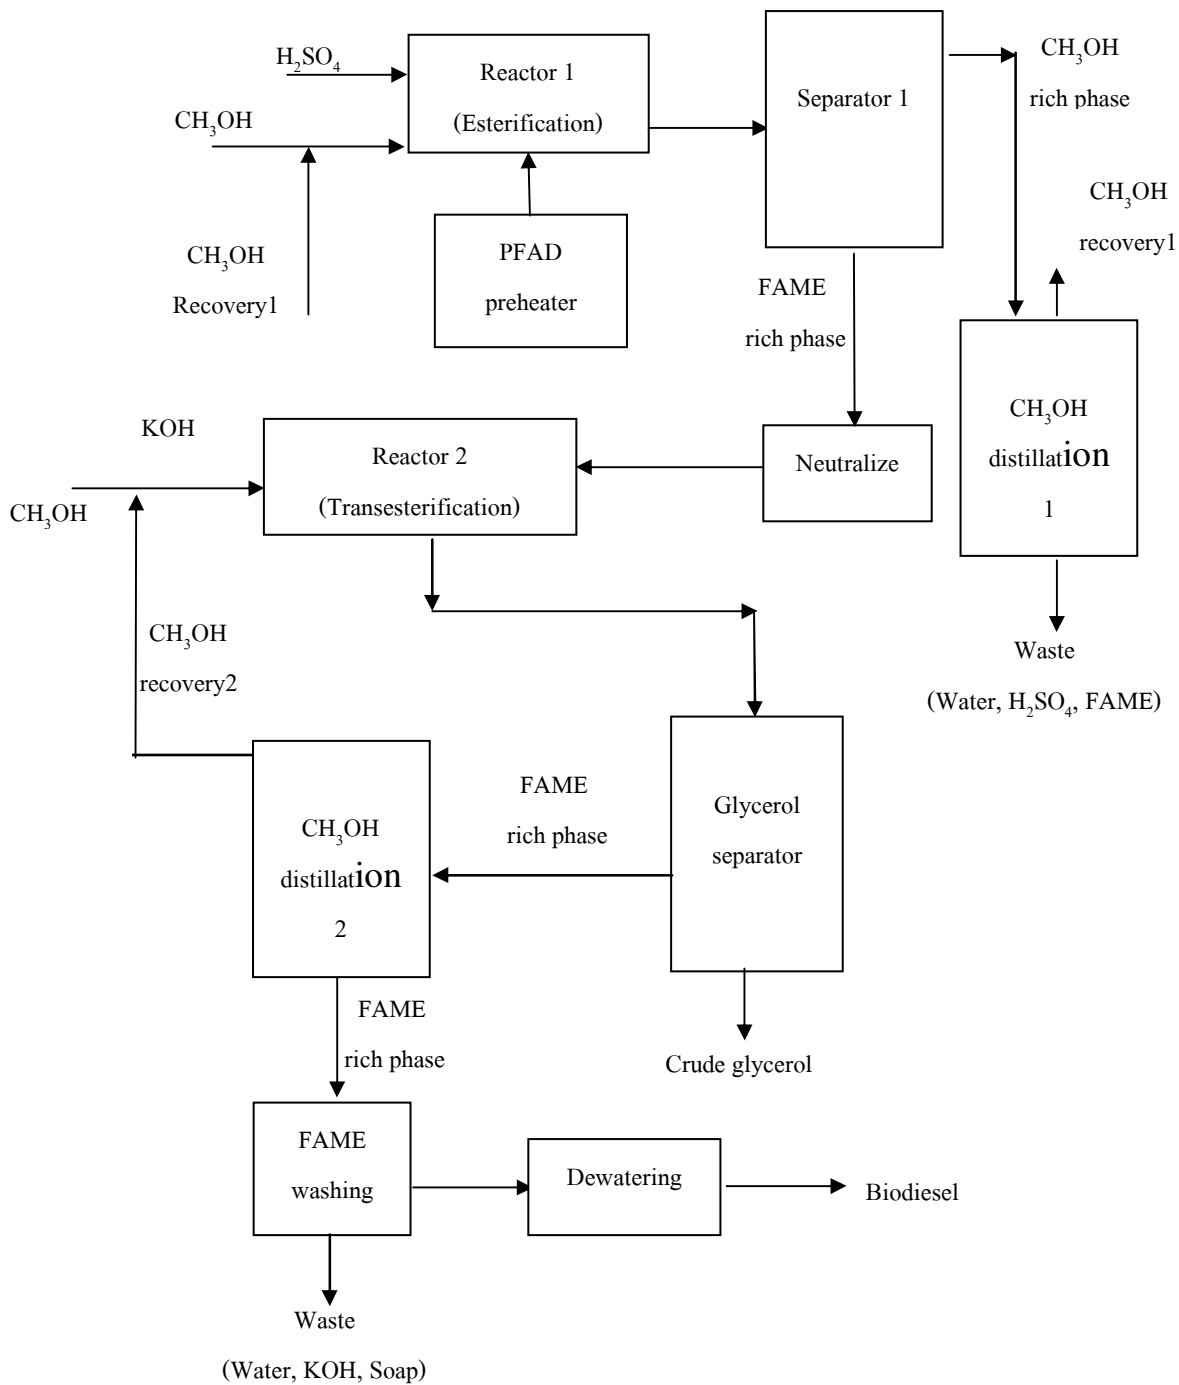 H₂SO₄
Reactor 1
(Esterification)
Separator 1
CH₃OH
rich phase
CH₃OH
CH₃OH
Recovery1
PFAD
preheater
CH₃OH
recovery1
FAME
rich phase
CH₃OH
distillation
1
KOH
CH₃OH
Reactor 2
(Transesterification)
Neutralize
CH₃OH
recovery2
Waste
(Water, H₂SO₄, FAME)
CH₃OH
distillation
2
FAME
rich phase
Glycerol
separator
FAME
rich phase
Crude glycerol
FAME
washing
Dewatering
Biodiesel
Waste
(Water, KOH, Soap)